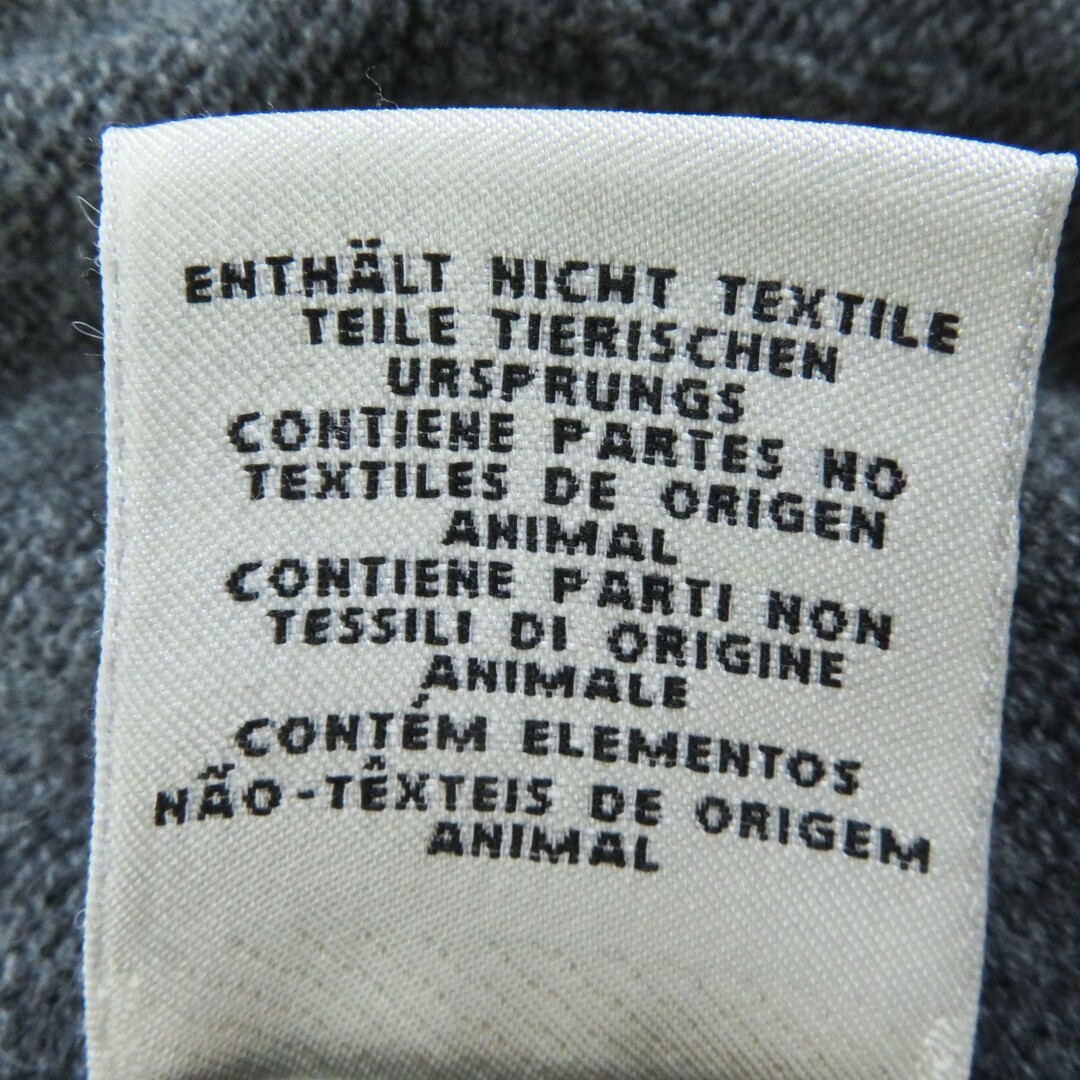 ENTHÄLT NICHT TEXTILE
TEILE TIERISCHEN
URSPRUNGS
CONTIENE PARTES NO
TEXTILES DE ORIGEN
ANIMAL
CONTIENE PARTI NON
TESSILI DI ORIGINE
ANIMALE
CONTÉM ELEMENTOS
NÃO-TÊXTEIS DE ORIGEM
ANIMAL